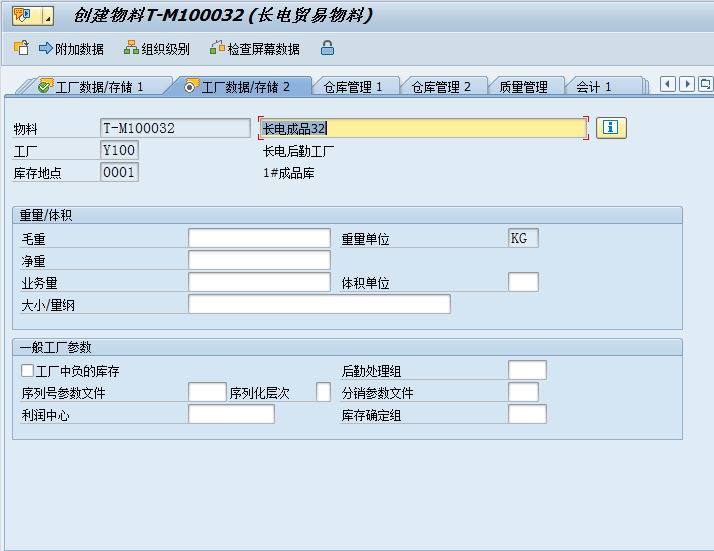 创建物料T-M100032 (长电贸易物料)
附加数据 组织级别 检查屏幕数据
工厂数据/存储 1 工厂数据/存储 2 仓库管理 1 仓库管理 2 质量管理 会计 1
物料 T-M100032 长电成品32
工厂 Y100 长电后勤工厂
库存地点 0001 1#成品库
重量/体积
毛重 重量单位 KG
净重
业务量 体积单位
大小/量纲
一般工厂参数
工厂中负的库存 后勤处理组
序列号参数文件 序列化层次 分销参数文件
利润中心 库存确定组